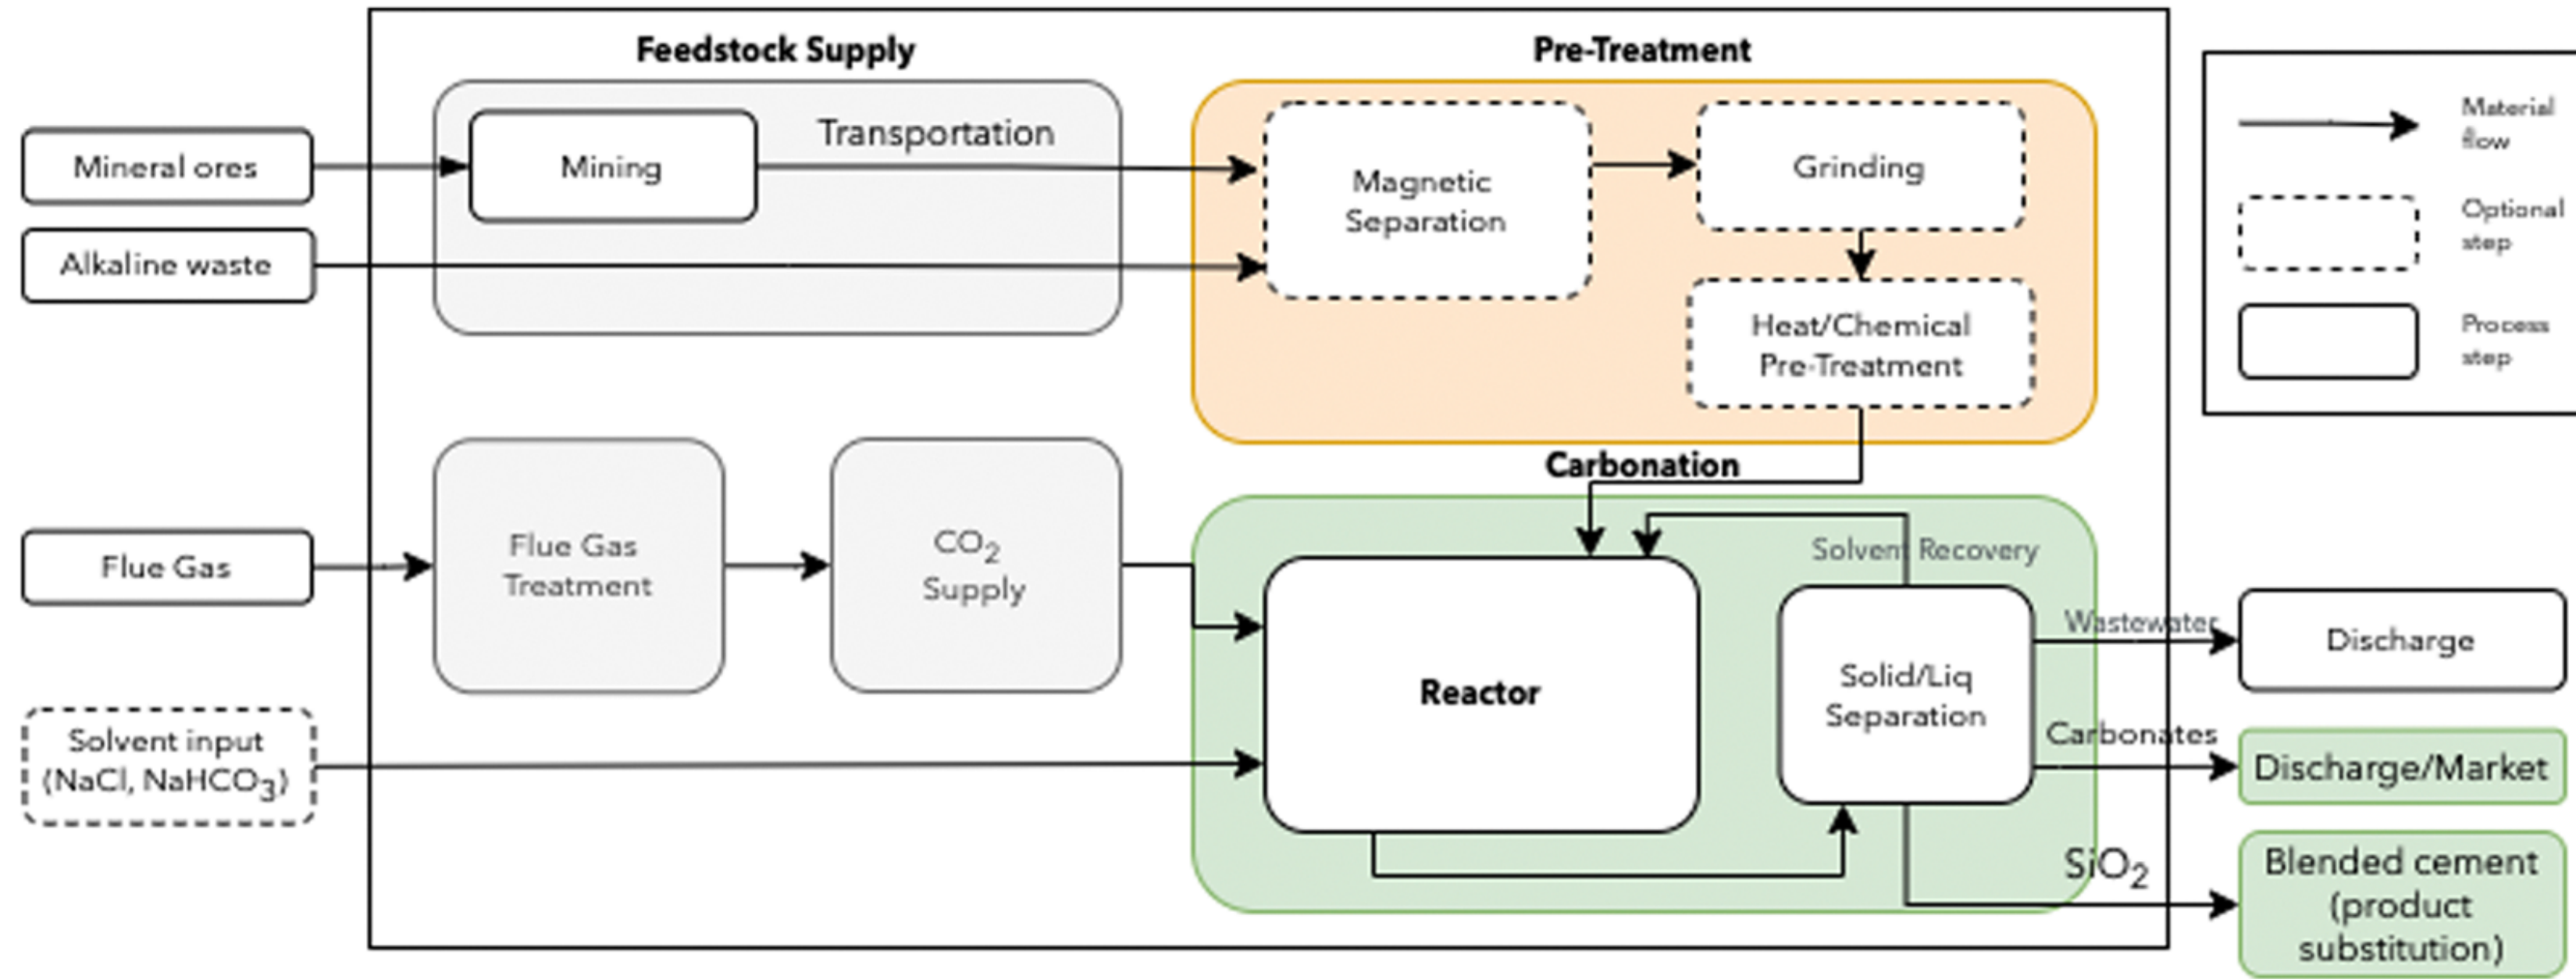 Feedstock Supply
Pre-Treatment
Mineral ores
Mining
Transportation
Magnetic
Separation
Grinding
Alkaline waste
Heat/Chemical
Pre-Treatment
Material
flow
Optional
step
Process
step
Carbonation
Flue Gas
Flue Gas
Treatment
CO₂
Supply
Solvent Recovery
Reactor
Solid/Liq
Separation
Wastewater
Discharge
Solvent input
(NaCl, NaHCO₃)
Carbonates
Discharge/Market
SiO₂
Blended cement
(product
substitution)